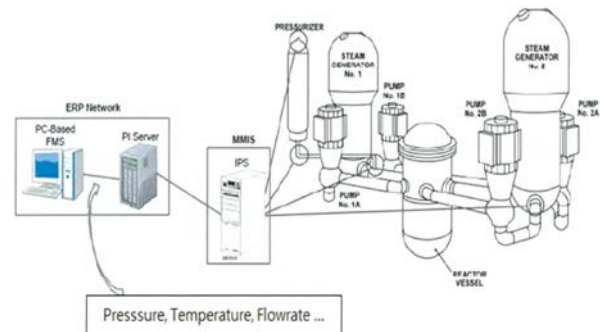 PRESSURIZER
STEAM
GENERATOR
No. 1
STEAM
GENERATOR
PUMP
No. 1B
PUMP
No. 2B
PUMP
No. 2A
ERP Network
PC-Based
FMS
PI Server
MMIS
IPS
PUMP
No. 1A
REACTOR
VESSEL
Presssure, Temperature, Flowrate ...